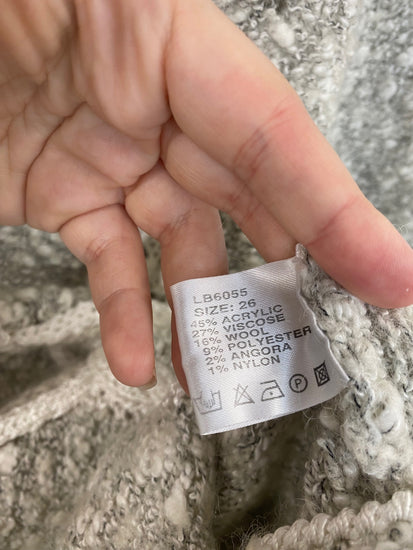 LB6055
SIZE: 26
45% ACRYLIC
27% VISCOSE
16% WOOL
9% POLYESTER
2% ANGORA
1% NYLON
P